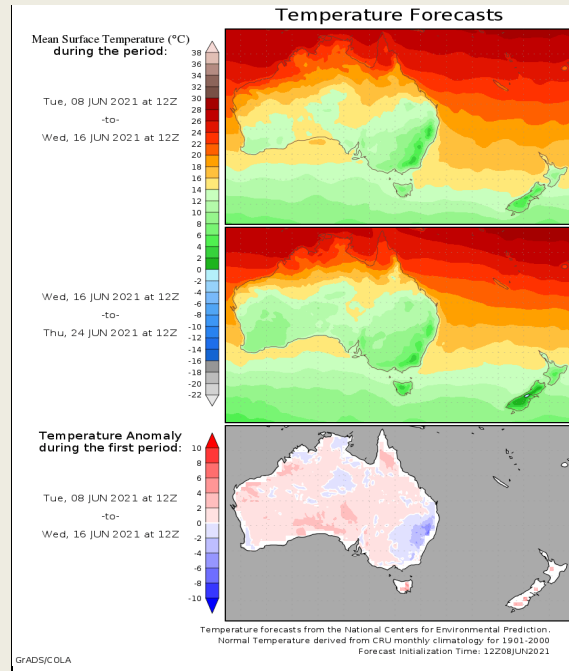 Temperature Forecasts
Mean Surface Temperature (°C)
during the period:
38
36
34
32
30
28
26
24
22
20
18
16
14
12
10
8
6
4
2
0
-2
-4
-6
-8
-10
-12
-14
-16
-18
-20
-22
Tue, 08 JUN 2021 at 12Z
-to-
Wed, 16 JUN 2021 at 12Z
Wed, 16 JUN 2021 at 12Z
-to-
Thu, 24 JUN 2021 at 12Z
Temperature Anomaly
during the first period:
10
8
6
4
2
0
-2
-4
-6
-8
-10
Tue, 08 JUN 2021 at 12Z
-to-
Wed, 16 JUN 2021 at 12Z
Temperature forecasts from the National Centers for Environmental Prediction.
Normal Temperature derived from CRU monthly climatology for 1901-2000
Forecast Initialization Time: 12Z08JUN2021
GrADS/COLA